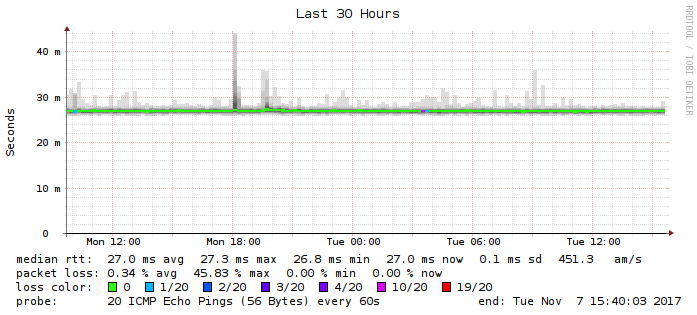 Last 30 Hours
RRDTOOL / TOBI OETIKER
Seconds
40 m
30 m
20 m
10 m
0
Mon 12:00 Mon 18:00 Tue 00:00 Tue 06:00 Tue 12:00
median rtt: 27.0 ms avg 27.3 ms max 26.8 ms min 27.0 ms now 0.1 ms sd 451.3 am/s
packet loss: 0.34 % avg 45.83 % max 0.00 % min 0.00 % now
loss color: 0 1/20 2/20 3/20 4/20 10/20 19/20
probe: 20 ICMP Echo Pings (56 Bytes) every 60s end: Tue Nov 7 15:40:03 2017